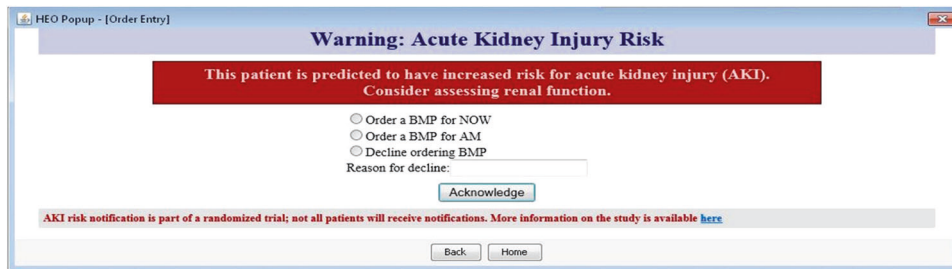 HEO Popup - [Order Entry]
Warning: Acute Kidney Injury Risk
This patient is predicted to have increased risk for acute kidney injury (AKI).
Consider assessing renal function.
Order a BMP for NOW
Order a BMP for AM
Decline ordering BMP
Reason for decline:
Acknowledge
AKI risk notification is part of a randomized trial; not all patients will receive notifications. More information on the study is available here
Back Home